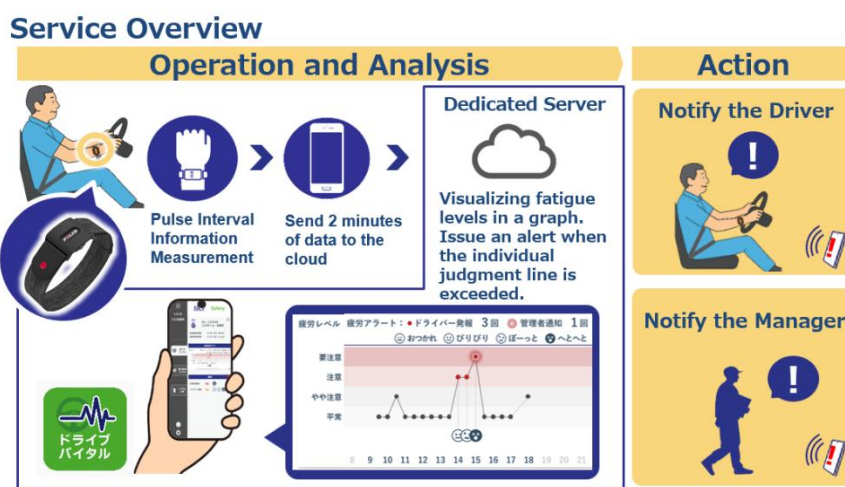 Service Overview
Operation and Analysis
Action
Pulse Interval
Information
Measurement
Send 2 minutes
of data to the
cloud
Dedicated Server
Visualizing fatigue
levels in a graph.
Issue an alert when
the individual
judgment line is
exceeded.
Notify the Driver
!
!
Notify the Manager
!
!
ドライブ
バイタル
疲労レベル 疲労アラート：●ドライバー発報 3回 管理者通知 1回
おつかれ ぴりぴり ぼーっと へとへと
要注意
注意
やや注意
平常
8 9 10 11 12 13 14 15 16 17 18 19 20 21